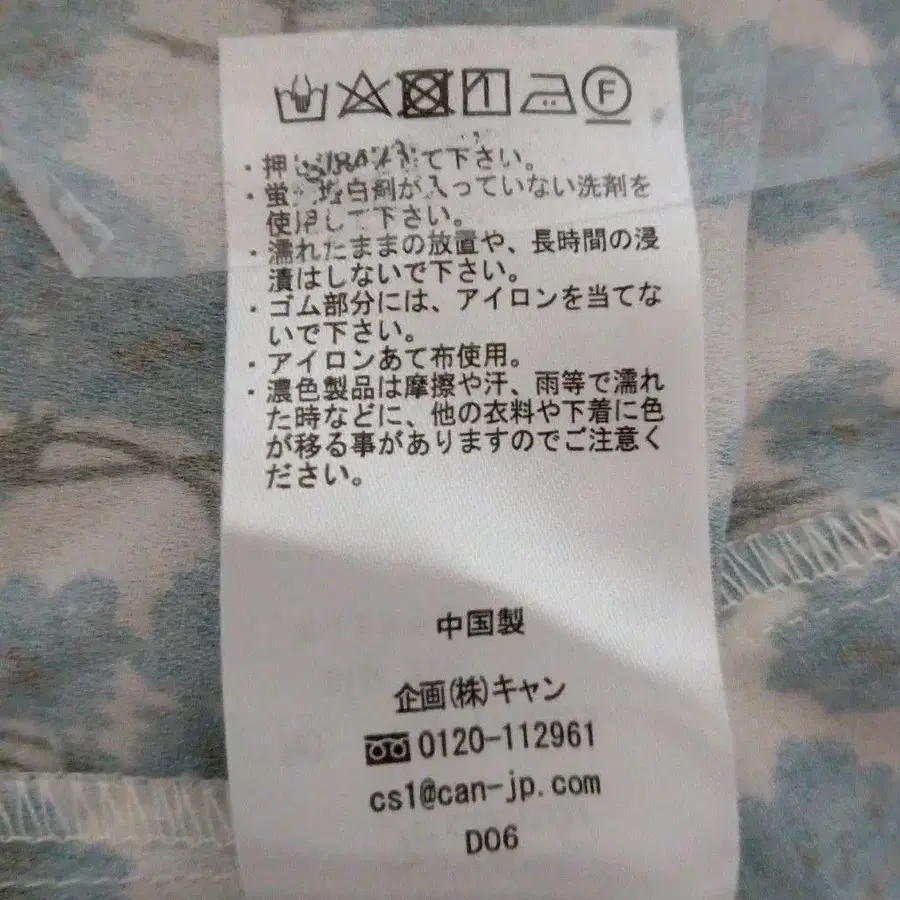 F
・押 て下さい。
・蛍 白剤が入っていない洗剤を
使用して下さい。
・濡れたままの放置や、長時間の浸
漬はしないで下さい。
・ゴム部分には、アイロンを当てな
いで下さい。
・アイロンあて布使用。
・濃色製品は摩擦や汗、雨等で濡れ
た時などに、他の衣料や下着に色
が移る事がありますのでご注意く
ださい。
中国製
企画(株)キャン
0120-112961
cs1@can-jp.com
D06